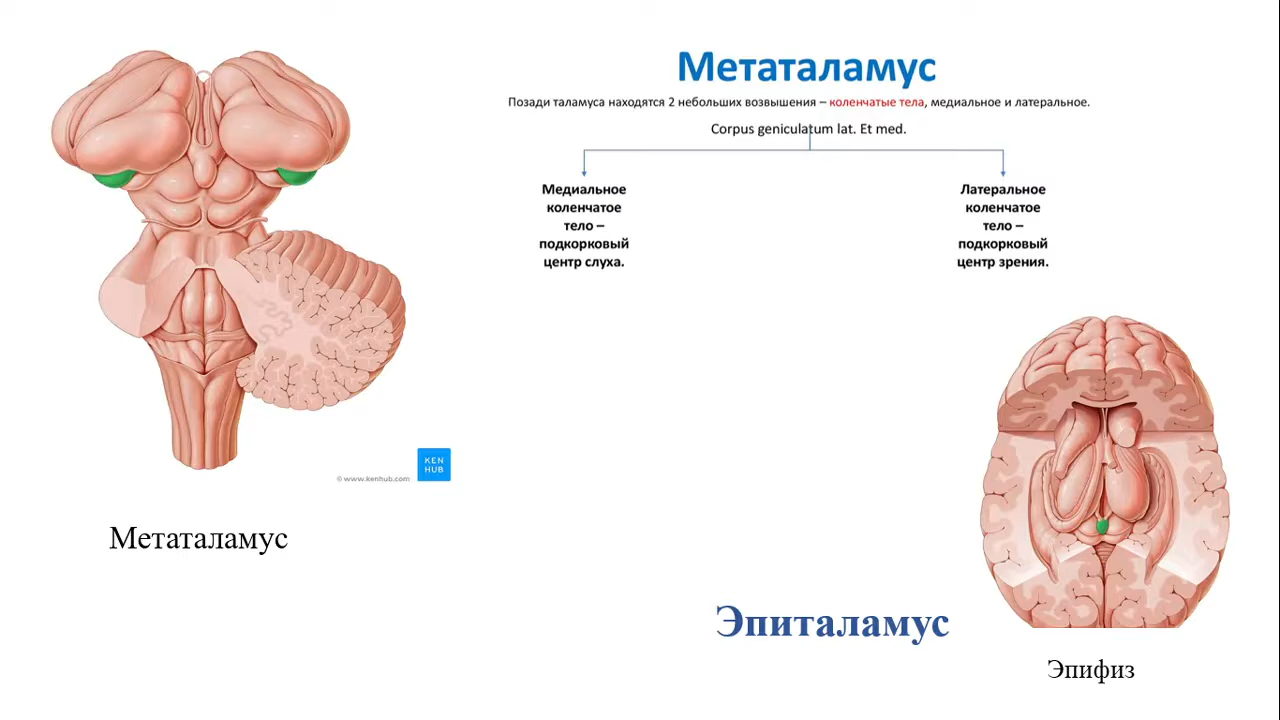 Метаталамус
Позади таламуса находятся 2 небольших возвышения – коленчатые тела, медиальное и латеральное.
Corpus geniculatum lat. Et med.
Медиальное
коленчатое
тело –
подкорковый
центр слуха.
Латеральное
коленчатое
тело –
подкорковый
центр зрения.
KEN
HUB
© www.kenhub.com
Метаталамус
Эпиталамус
Эпифиз